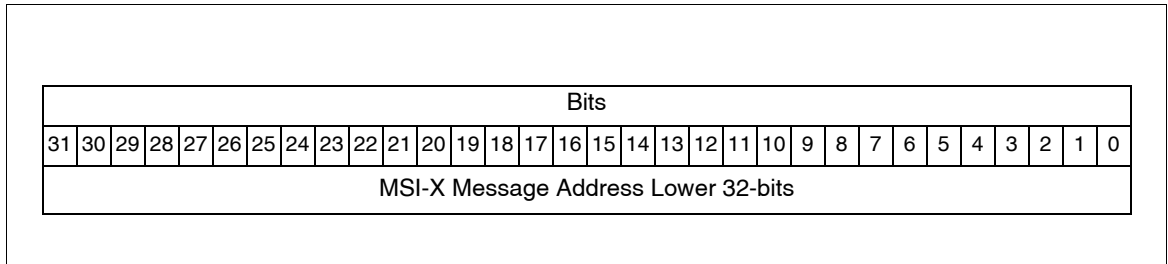 Bits
31 30 29 28 27 26 25 24 23 22 21 20 19 18 17 16 15 14 13 12 11 10 9 8 7 6 5 4 3 2 1 0
MSI-X Message Address Lower 32-bits